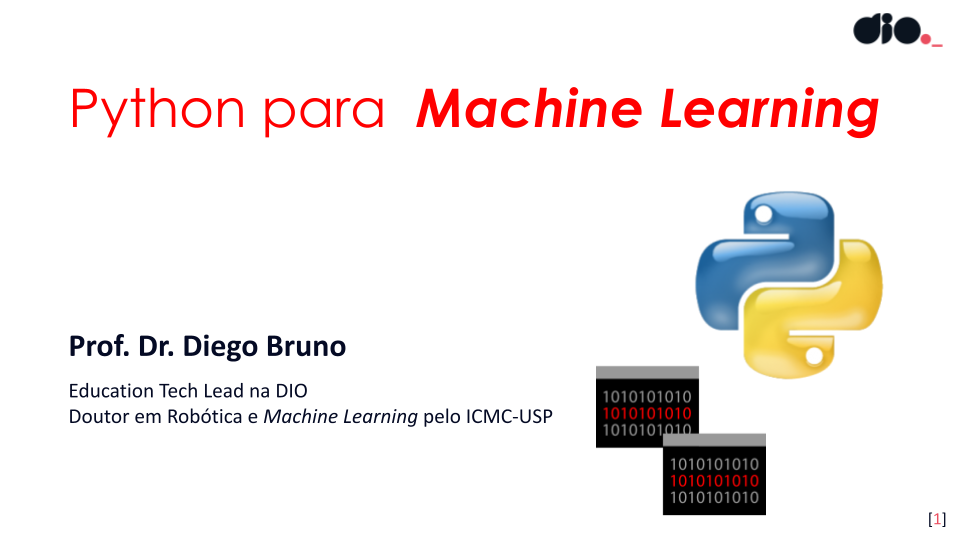 dio._
Python para Machine Learning
Prof. Dr. Diego Bruno
Education Tech Lead na DIO
Doutor em Robótica e Machine Learning pelo ICMC-USP
1010101010
1010101010
1010101010
1010101010
1010101010
1010101010
[1]